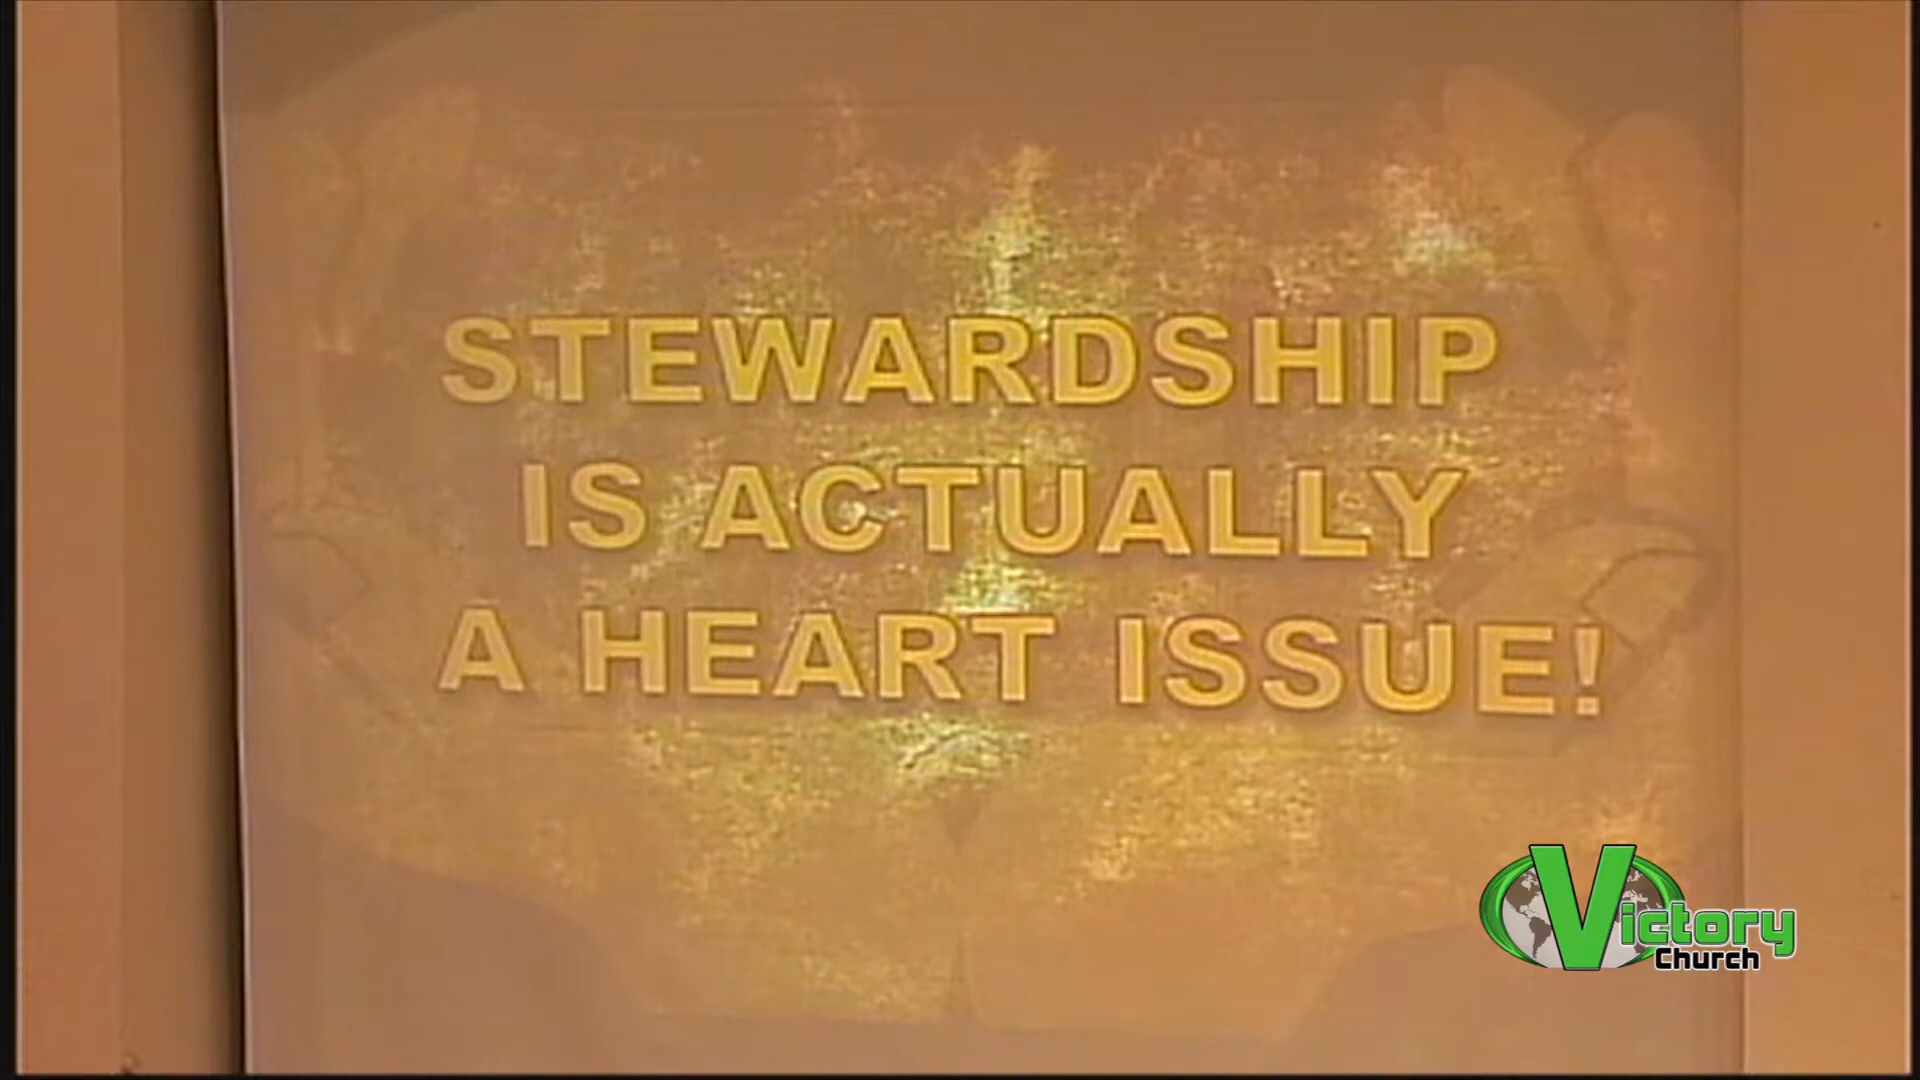 STEWARDSHIP
IS ACTUALLY
A HEART ISSUE!
Victory
Church